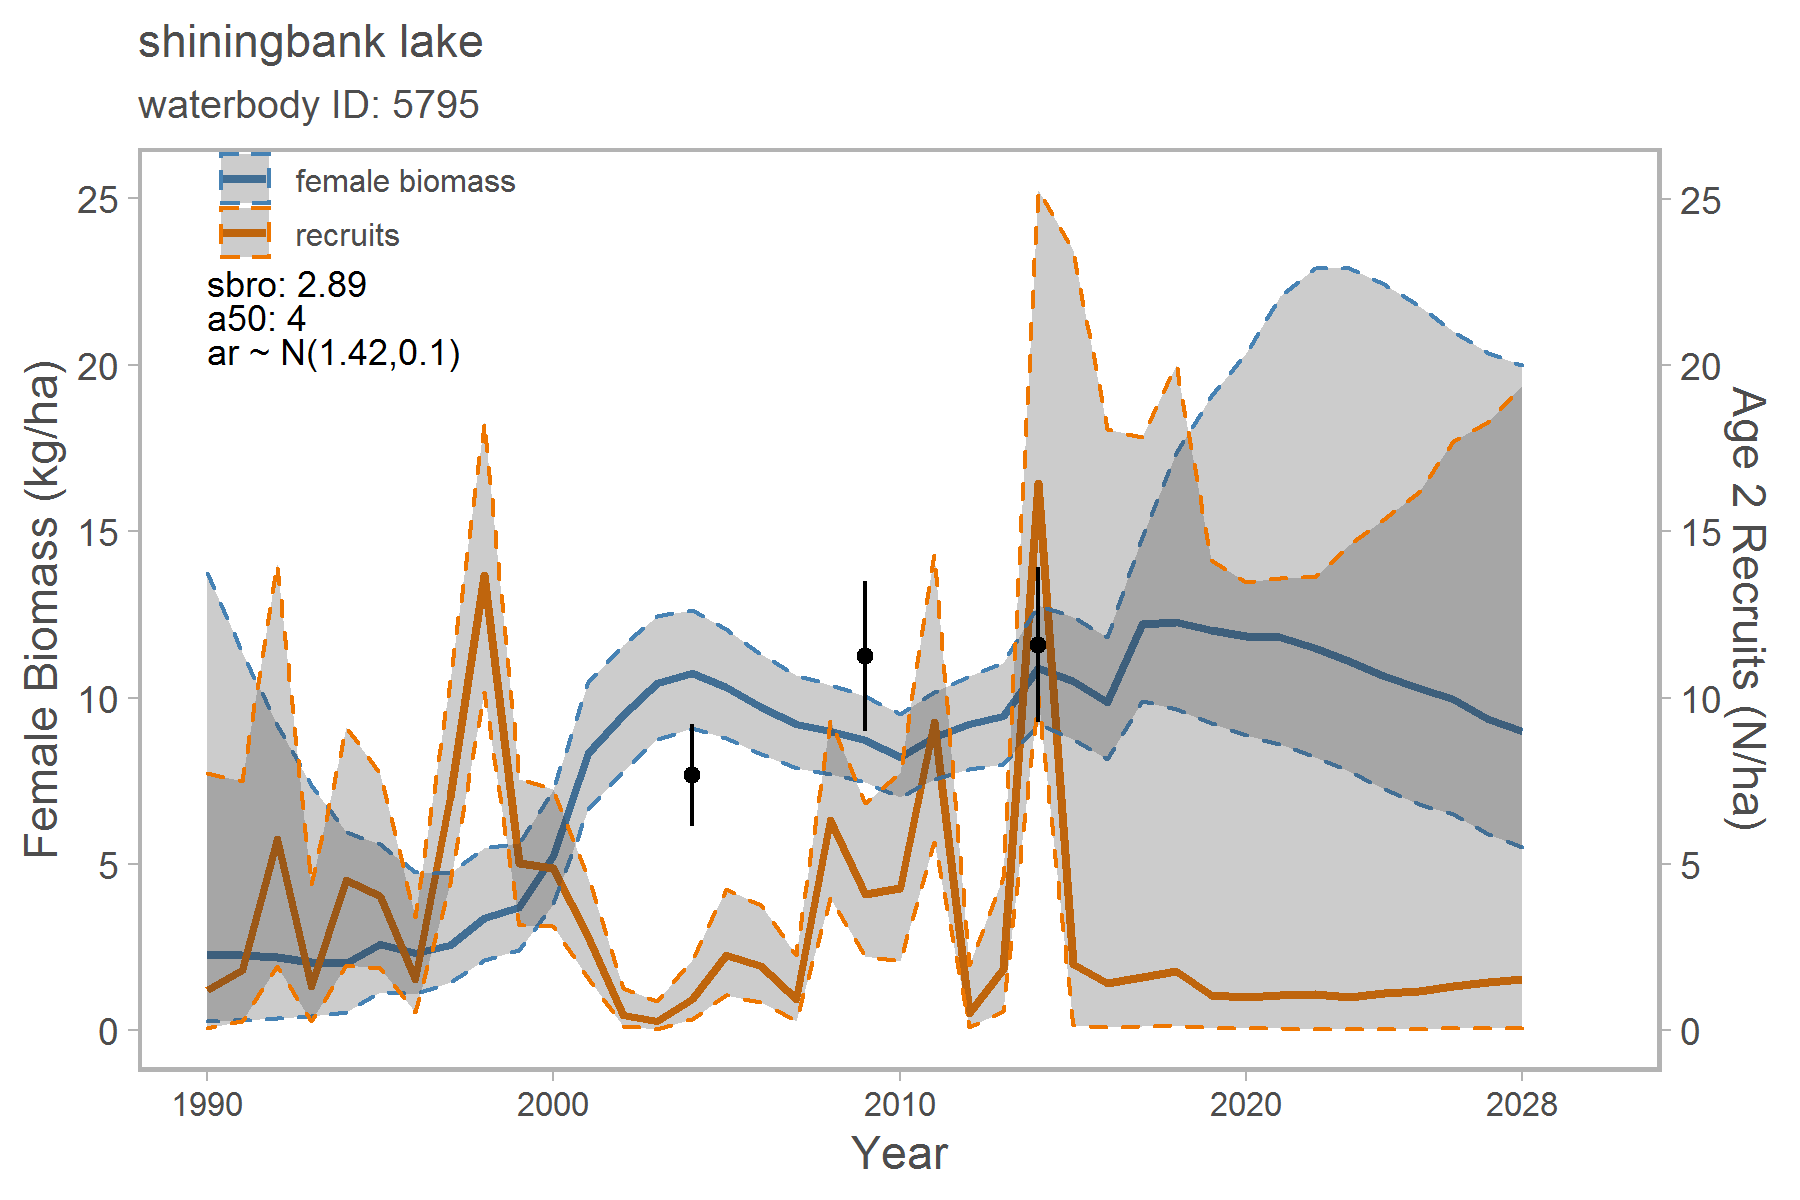 shiningbank lake
waterbody ID: 5795
female biomass
recruits
sbro: 2.89
a50: 4
ar ~ N(1.42,0.1)
Female Biomass (kg/ha)
25
20
15
10
5
0
25
20
15
10
5
0
Age 2 Recruits (N/ha)
1990
2000
2010
2020
2028
Year